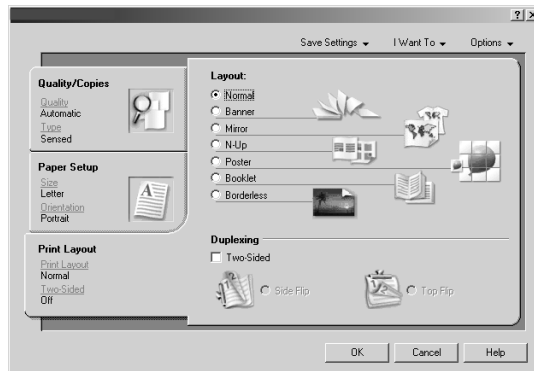 Save Settings I Want To Options
Quality/Copies
Quality
Automatic
Type
Sensed
Paper Setup
Size
Letter
Orientation
Portrait
Print Layout
Print Layout
Normal
Two-Sided
Off
Layout:
Normal
Banner
Mirror
N-Up
Poster
Booklet
Borderless
Duplexing
Two-Sided
Side Flip Top Flip
OK Cancel Help